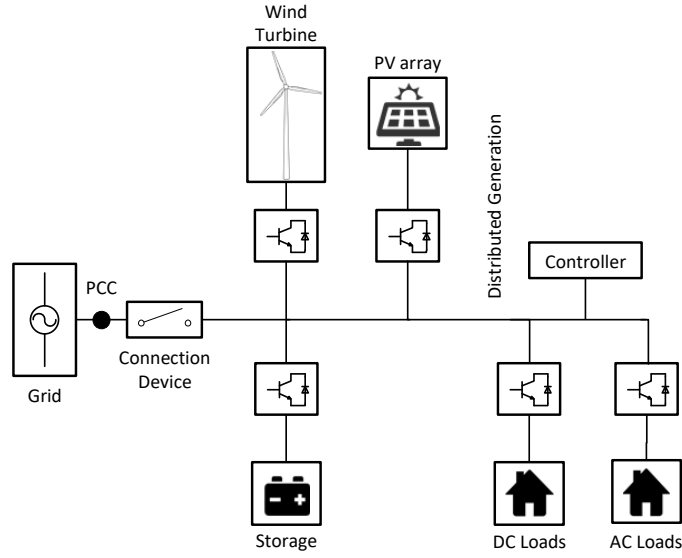 Wind
Turbine
PV array
Distributed Generation
Controller
PCC
Connection
Device
Grid
Storage
DC Loads
AC Loads